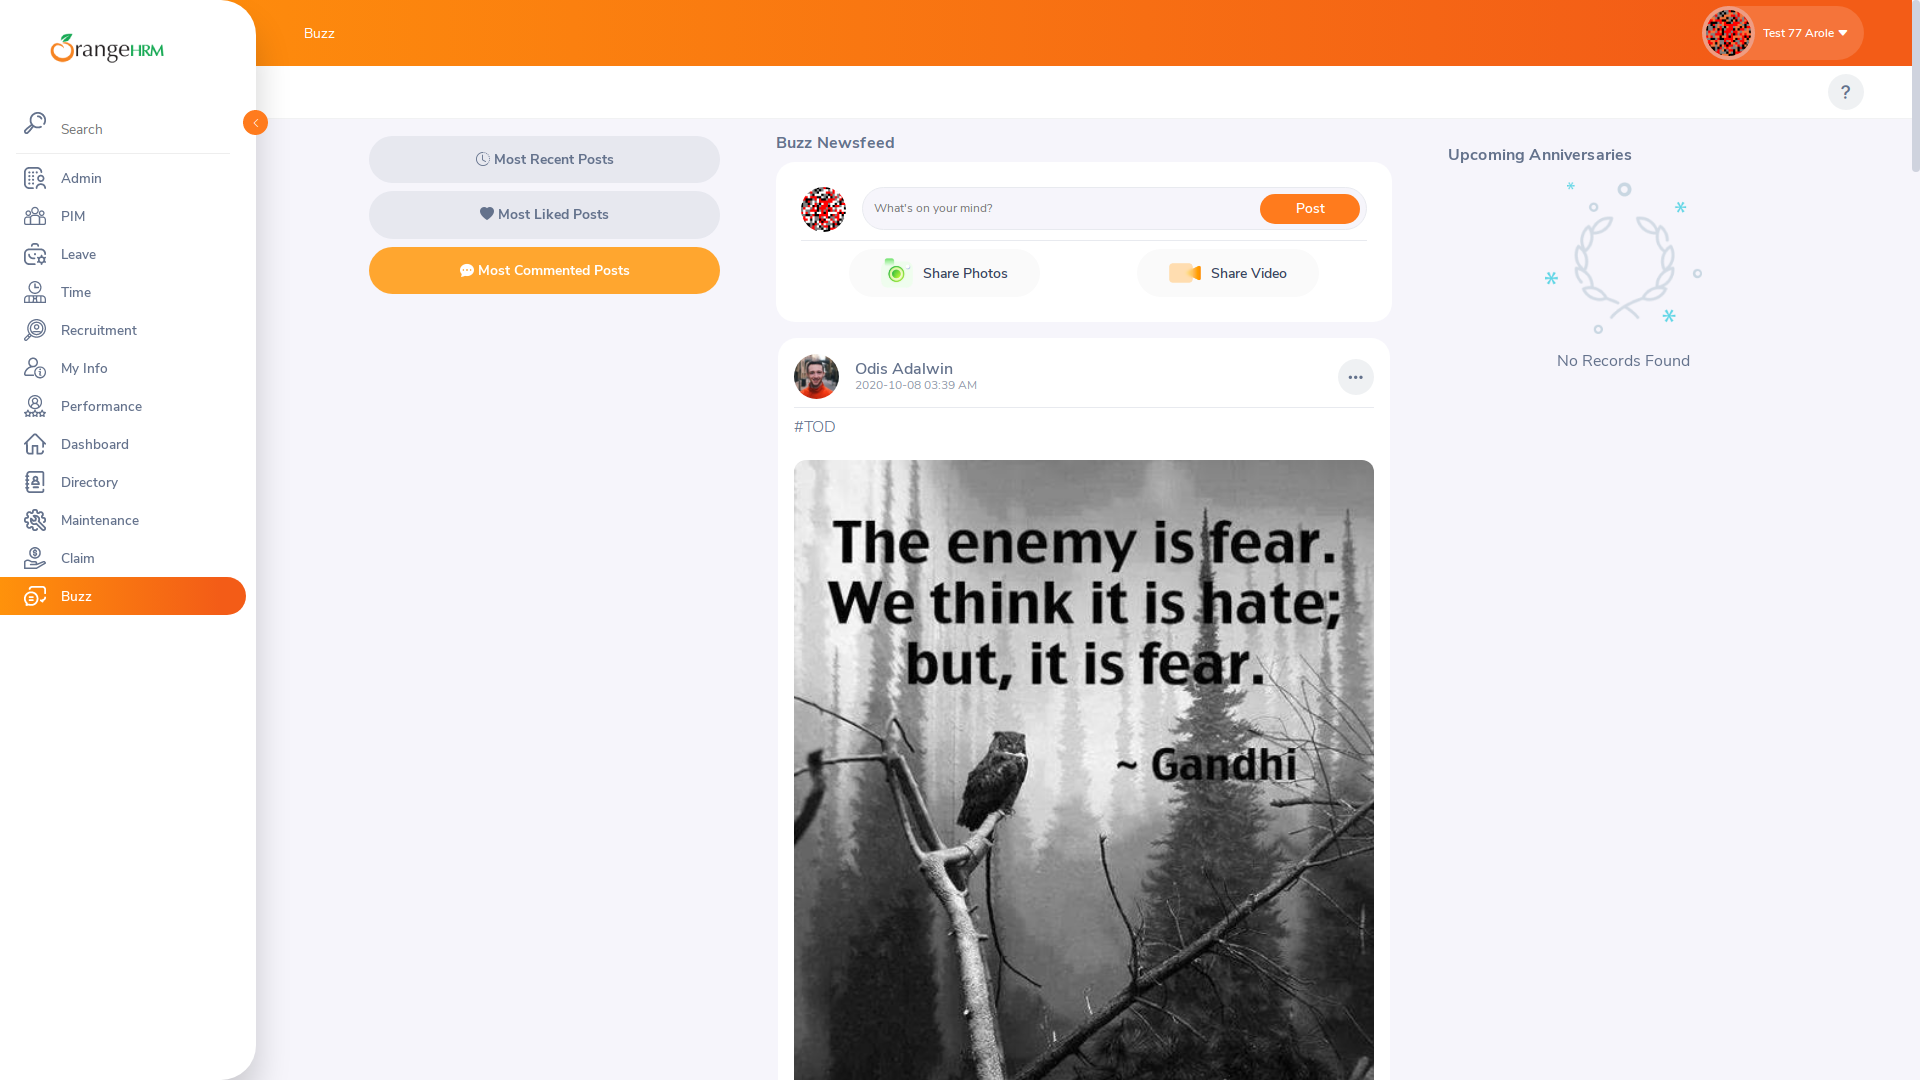 OrangeHRM
Search
Admin
PIM
Leave
Time
Recruitment
My Info
Performance
Dashboard
Directory
Maintenance
Claim
Buzz
Buzz
Test 77 Arole
?
Most Recent Posts
Most Liked Posts
Most Commented Posts
Buzz Newsfeed
What's on your mind?
Post
Share Photos
Share Video
Odis Adalwin
2020-10-08 03:39 AM
#TOD
The enemy is fear.
We think it is hate;
but, it is fear.
~ Gandhi
Upcoming Anniversaries
No Records Found